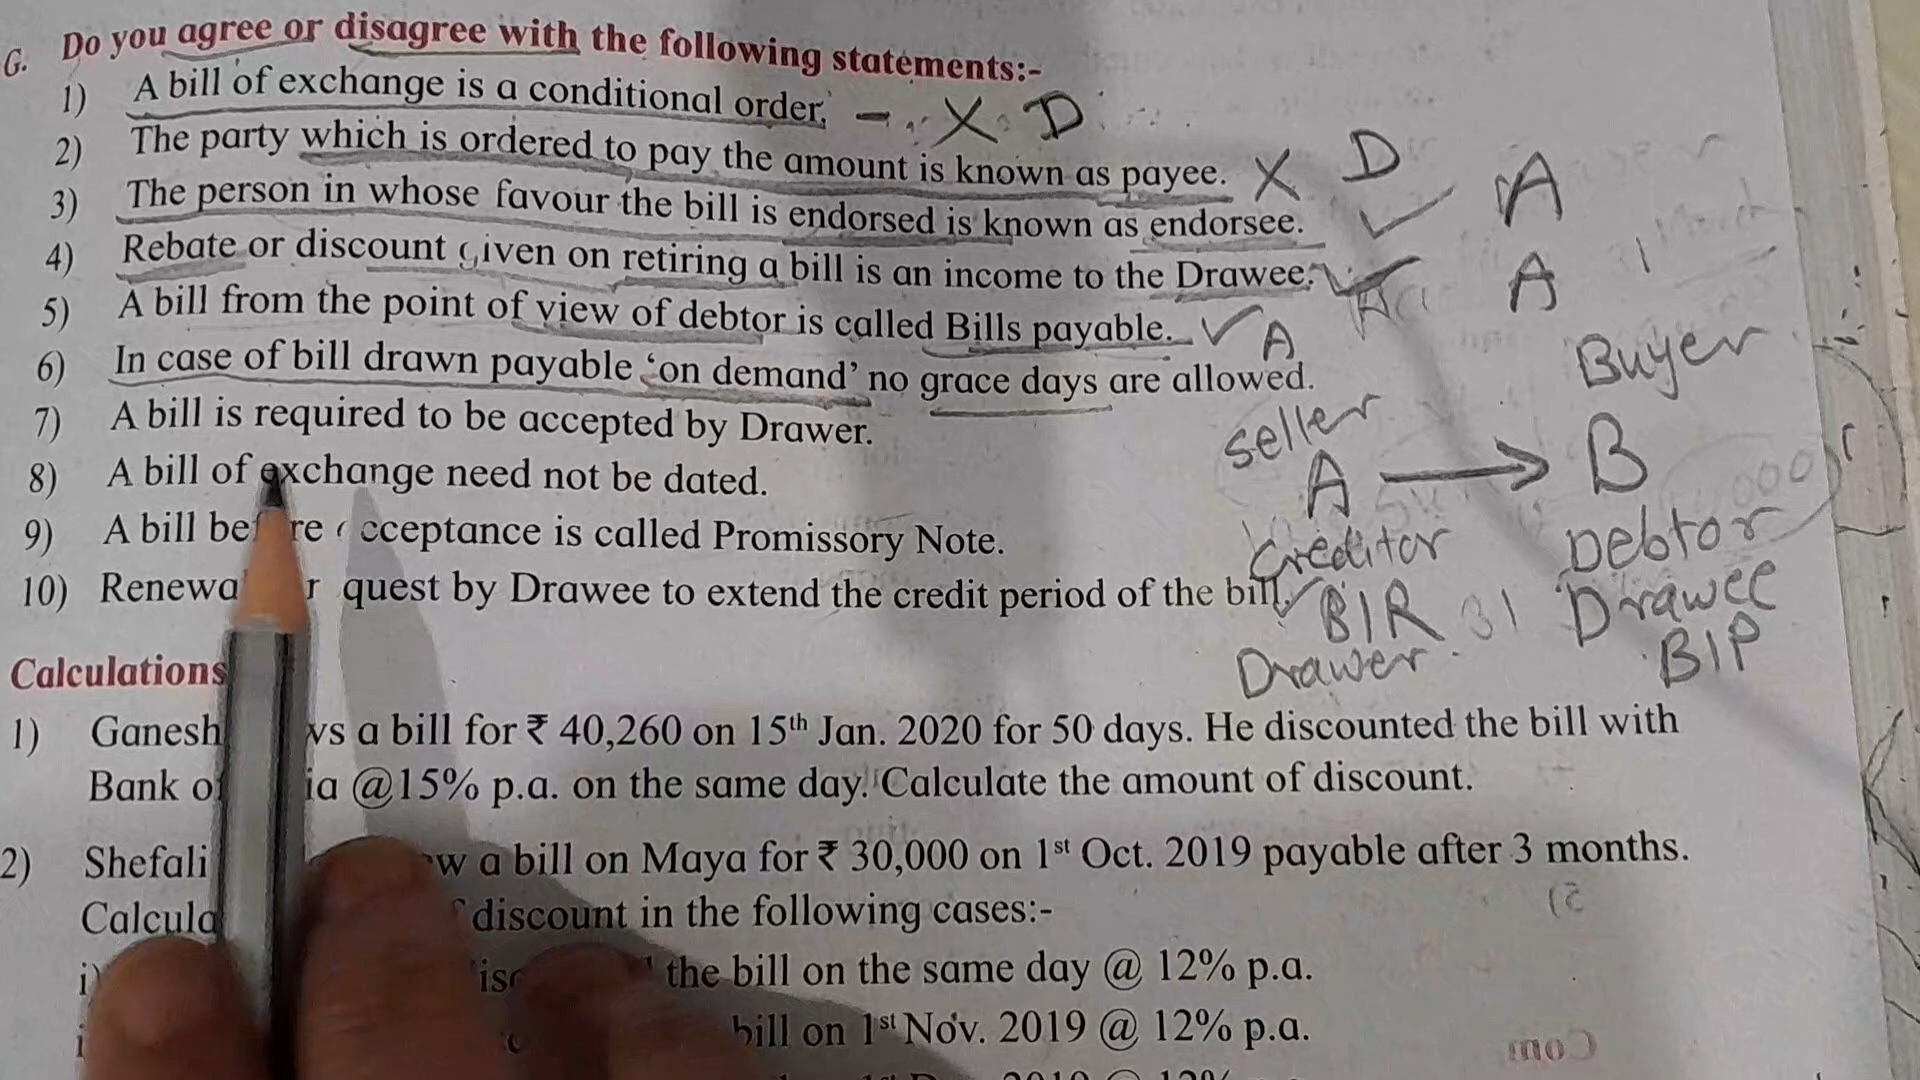 G. Do you agree or disagree with the following statements:-
1) A bill of exchange is a conditional order. - X D
2) The party which is ordered to pay the amount is known as payee. X D
3) The person in whose favour the bill is endorsed is known as endorsee. ✓ A
4) Rebate or discount given on retiring a bill is an income to the Drawee. ✓ A
5) A bill from the point of view of debtor is called Bills payable. ✓ A
6) In case of bill drawn payable ‘on demand’ no grace days are allowed.
7) A bill is required to be accepted by Drawer.
8) A bill of exchange need not be dated.
9) A bill be re cceptance is called Promissory Note.
10) Renewa r quest by Drawee to extend the credit period of the bill. ✓
Buyer
seller
A → B
Creditor Debtor
B/R Drawee
Drawer B/P
Calculations
1) Ganesh ws a bill for ₹ 40,260 on 15th Jan. 2020 for 50 days. He discounted the bill with
Bank o ia @15% p.a. on the same day. Calculate the amount of discount.
2) Shefali w a bill on Maya for ₹ 30,000 on 1st Oct. 2019 payable after 3 months.
Calcula discount in the following cases:-
i) isc the bill on the same day @ 12% p.a.
bill on 1st Nov. 2019 @ 12% p.a.